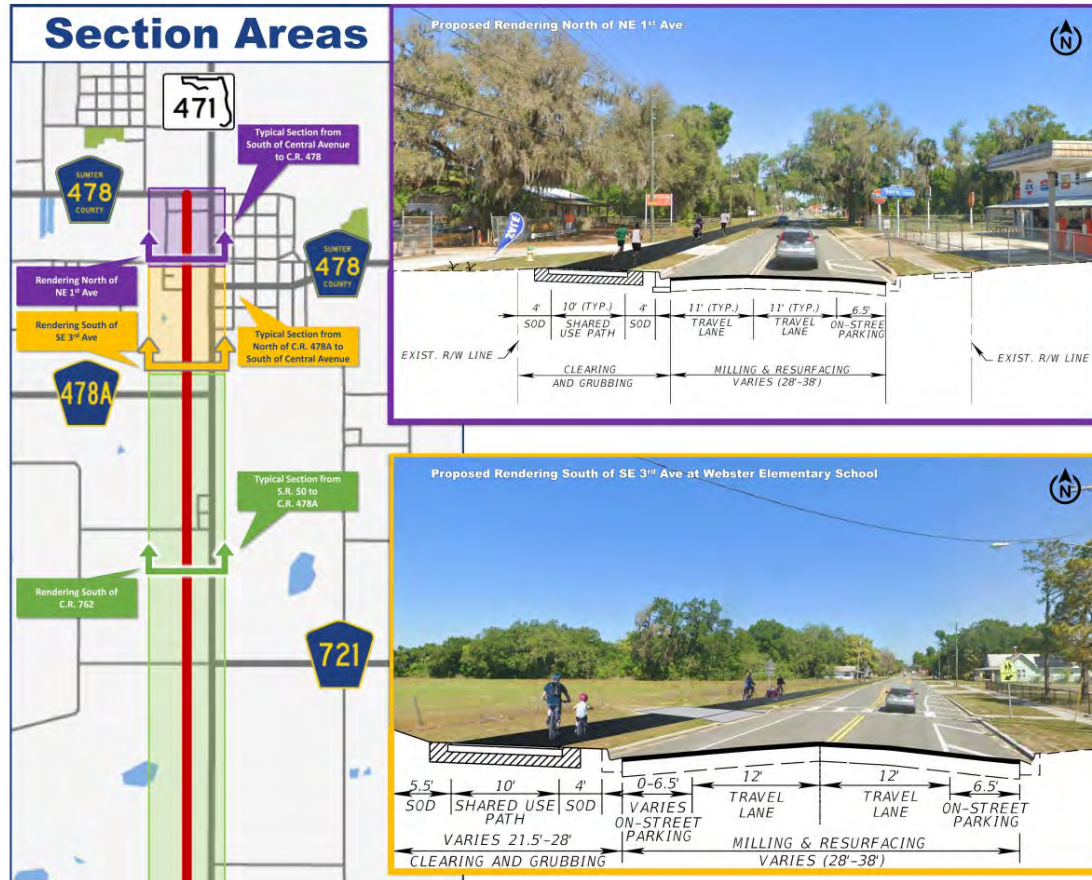 Section Areas
471
Typical Section from
South of Central Avenue
to C.R. 478
SUMTER
478
COUNTY
SUMTER
478
COUNTY
Rendering North of
NE 1st Ave
Rendering South of
SE 3rd Ave
Typical Section from
North of C.R. 478A to
South of Central Avenue
478A
Typical Section from
S.R. 50 to
C.R. 478A
Rendering South of
C.R. 762
721
Proposed Rendering North of NE 1st Ave
N
4'
SOD
10' (TYP.)
SHARED
USE PATH
4'
SOD
11' (TYP.)
TRAVEL
LANE
11' (TYP.)
TRAVEL
LANE
6.5'
ON-STREET
PARKING
EXIST. R/W LINE
EXIST. R/W LINE
CLEARING
AND GRUBBING
MILLING & RESURFACING
VARIES (28'-38')
Proposed Rendering South of SE 3rd Ave at Webster Elementary School
N
5.5'
SOD
10'
SHARED USE
PATH
4'
SOD
0-6.5'
VARIES
ON-STREET
PARKING
12'
TRAVEL
LANE
12'
TRAVEL
LANE
6.5'
ON-STREET
PARKING
VARIES 21.5'-28'
CLEARING AND GRUBBING
MILLING & RESURFACING
VARIES (28'-38')